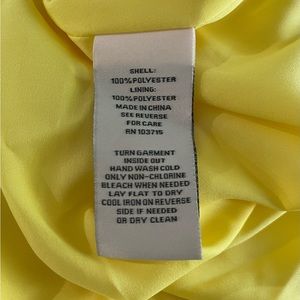 SHELL:
100% POLYESTER
LINING:
100% POLYESTER
MADE IN CHINA
SEE REVERSE
FOR CARE
RN 103715
TURN GARMENT
INSIDE OUT
HAND WASH COLD
ONLY NON-CHLORINE
BLEACH WHEN NEEDED
LAY FLAT TO DRY
COOL IRON ON REVERSE
SIDE IF NEEDED
OR DRY CLEAN